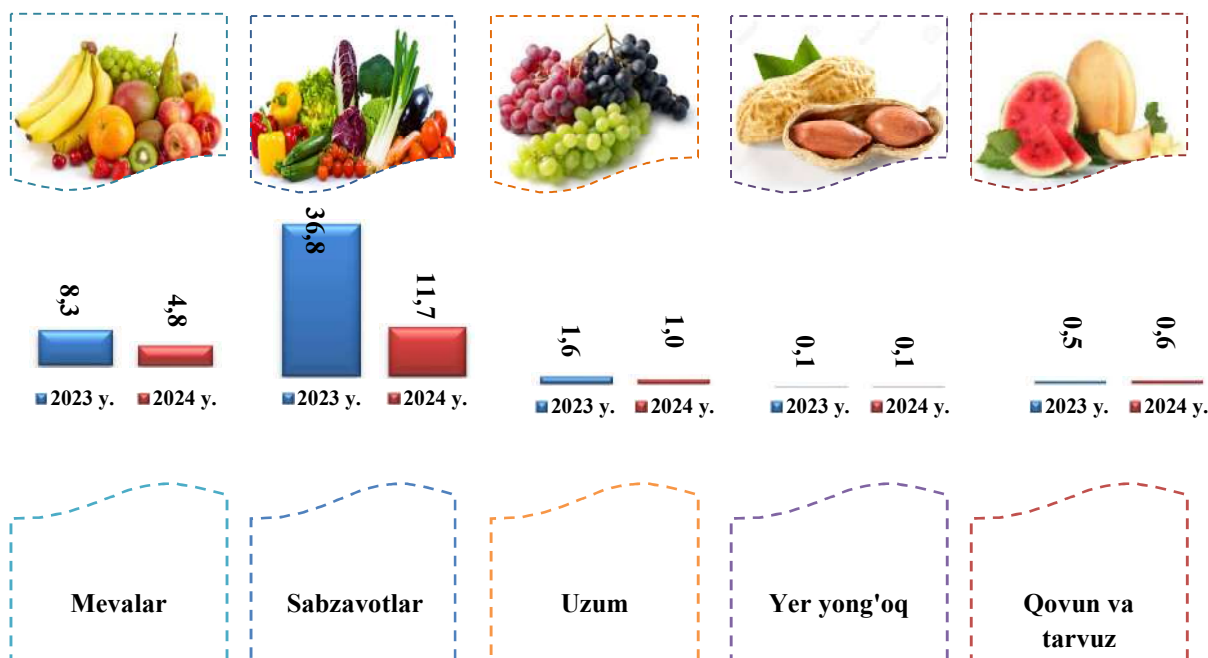 36,8
11,7
8,3
4,8
1,6
1,0
0,1
0,1
0,5
0,6
2023 y. 2024 y.
2023 y. 2024 y.
2023 y. 2024 y.
2023 y. 2024 y.
2023 y. 2024 y.
Mevalar
Sabzavotlar
Uzum
Yer yong'oq
Qovun va
tarvuz